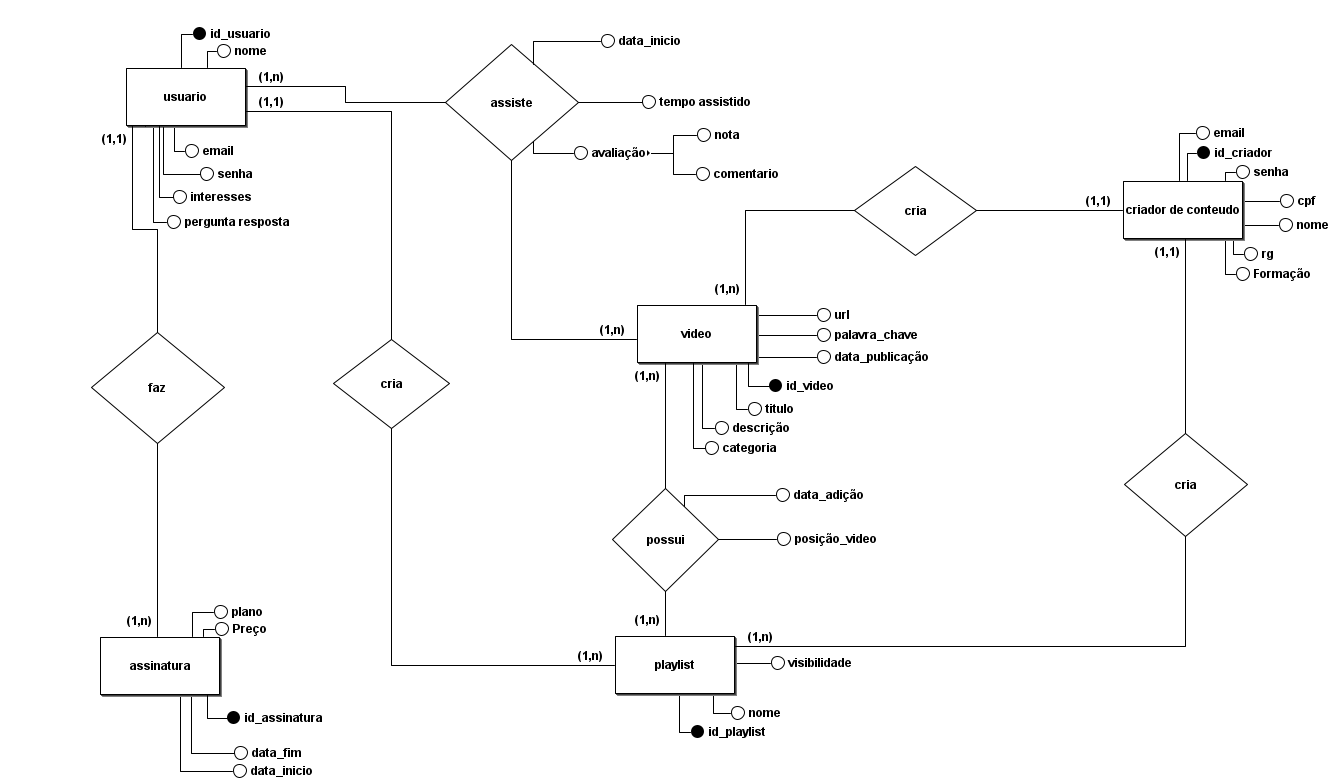 id_usuario
nome
usuario
(1,n)
(1,1)
(1,1)
email
senha
interesses
pergunta resposta
assiste
data_inicio
tempo assistido
avaliação
nota
comentario
cria
(1,1)
criador de conteudo
email
id_criador
senha
cpf
nome
rg
Formação
(1,1)
(1,n)
(1,n)
video
url
palavra_chave
data_publicação
id_video
titulo
descrição
categoria
(1,n)
faz
cria
cria
possui
data_adição
posição_video
(1,n)
plano
Preço
assinatura
id_assinatura
data_fim
data_inicio
(1,n)
(1,n)
(1,n)
playlist
visibilidade
nome
id_playlist